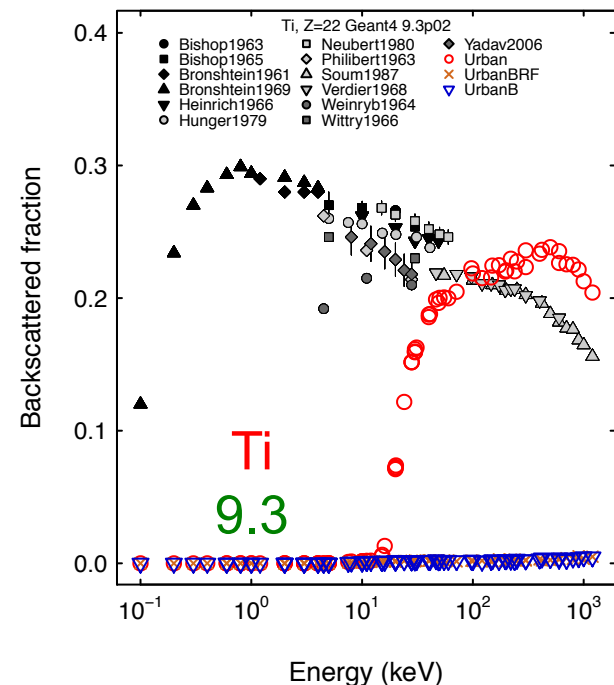 Ti, Z=22 Geant4 9.3p02
Bishop1963
Bishop1965
Bronshtein1961
Bronshtein1969
Heinrich1966
Hunger1979
Neubert1980
Philibert1963
Soum1987
Verdier1968
Weinryb1964
Wittry1966
Yadav2006
Urban
UrbanBRF
UrbanB
Backscattered fraction
0.4
0.3
0.2
0.1
0.0
Ti
9.3
10⁻¹ 10⁰ 10¹ 10² 10³
Energy (keV)